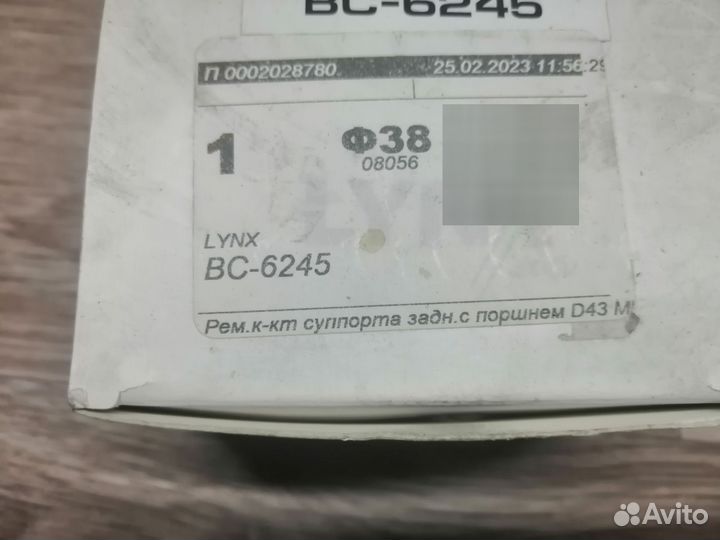 BC-6245
П 0002028780 25.02.2023 11:56:29
1 Ф38
08056
LYNX
LYNX
BC-6245
Рем.к-кт суппорта задн.с поршнем D43 M
Avito